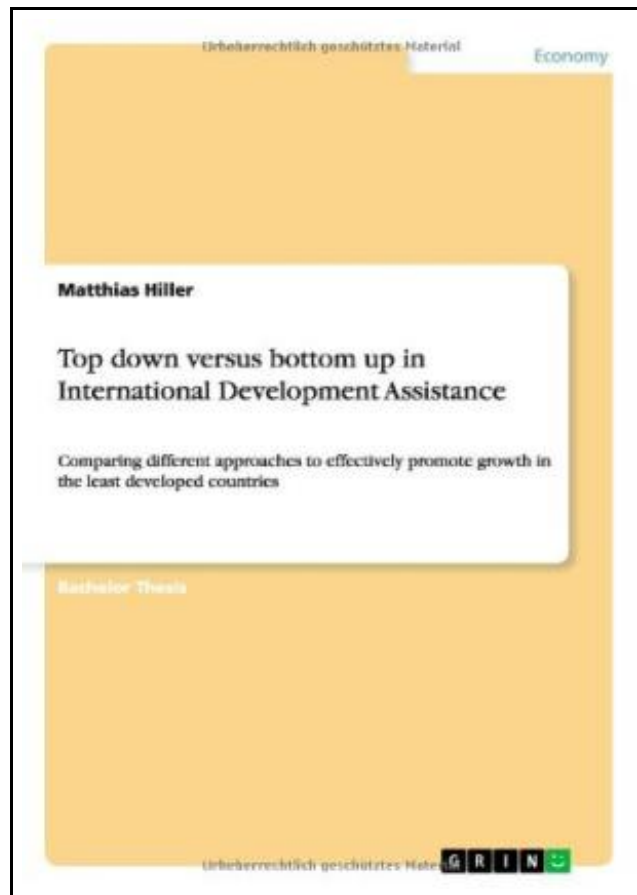 Urheberrechtlich geschütztes Material
Economy
Matthias Hiller
Top down versus bottom up in
International Development Assistance
Comparing different approaches to effectively promote growth in
the least developed countries
Bachelor Thesis
Urheberrechtlich geschütztes Mate
GRIN